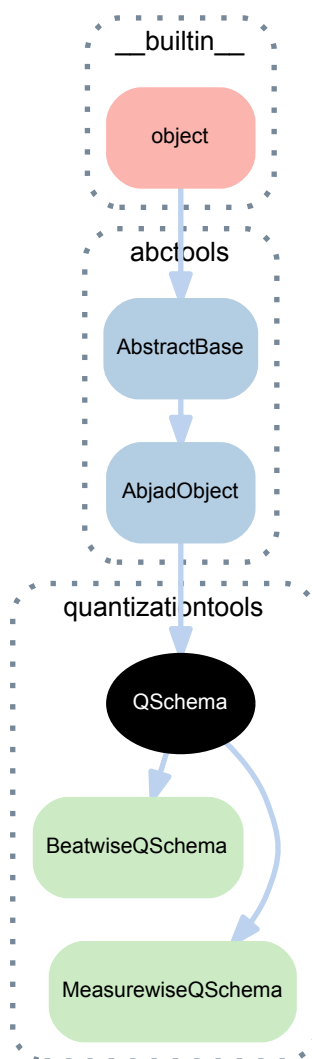 __builtin__
object
abctools
AbstractBase
AbjadObject
quantizationtools
QSchema
BeatwiseQSchema
MeasurewiseQSchema